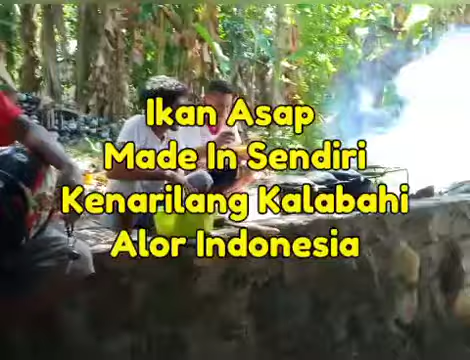 Ikan Asap
Made In Sendiri
Kenarilang Kalabahi
Alor Indonesia